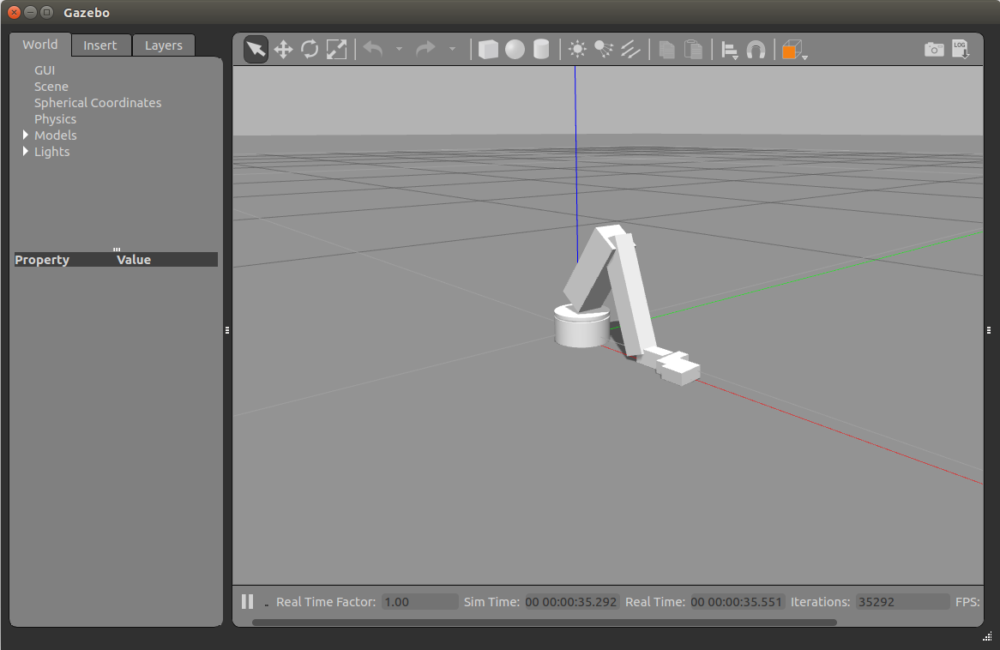 Gazebo
World Insert Layers
GUI
Scene
Spherical Coordinates
Physics
Models
Lights
Property Value
LOG
Real Time Factor: 1.00 Sim Time: 00 00:00:35.292 Real Time: 00 00:00:35.551 Iterations: 35292 FPS: